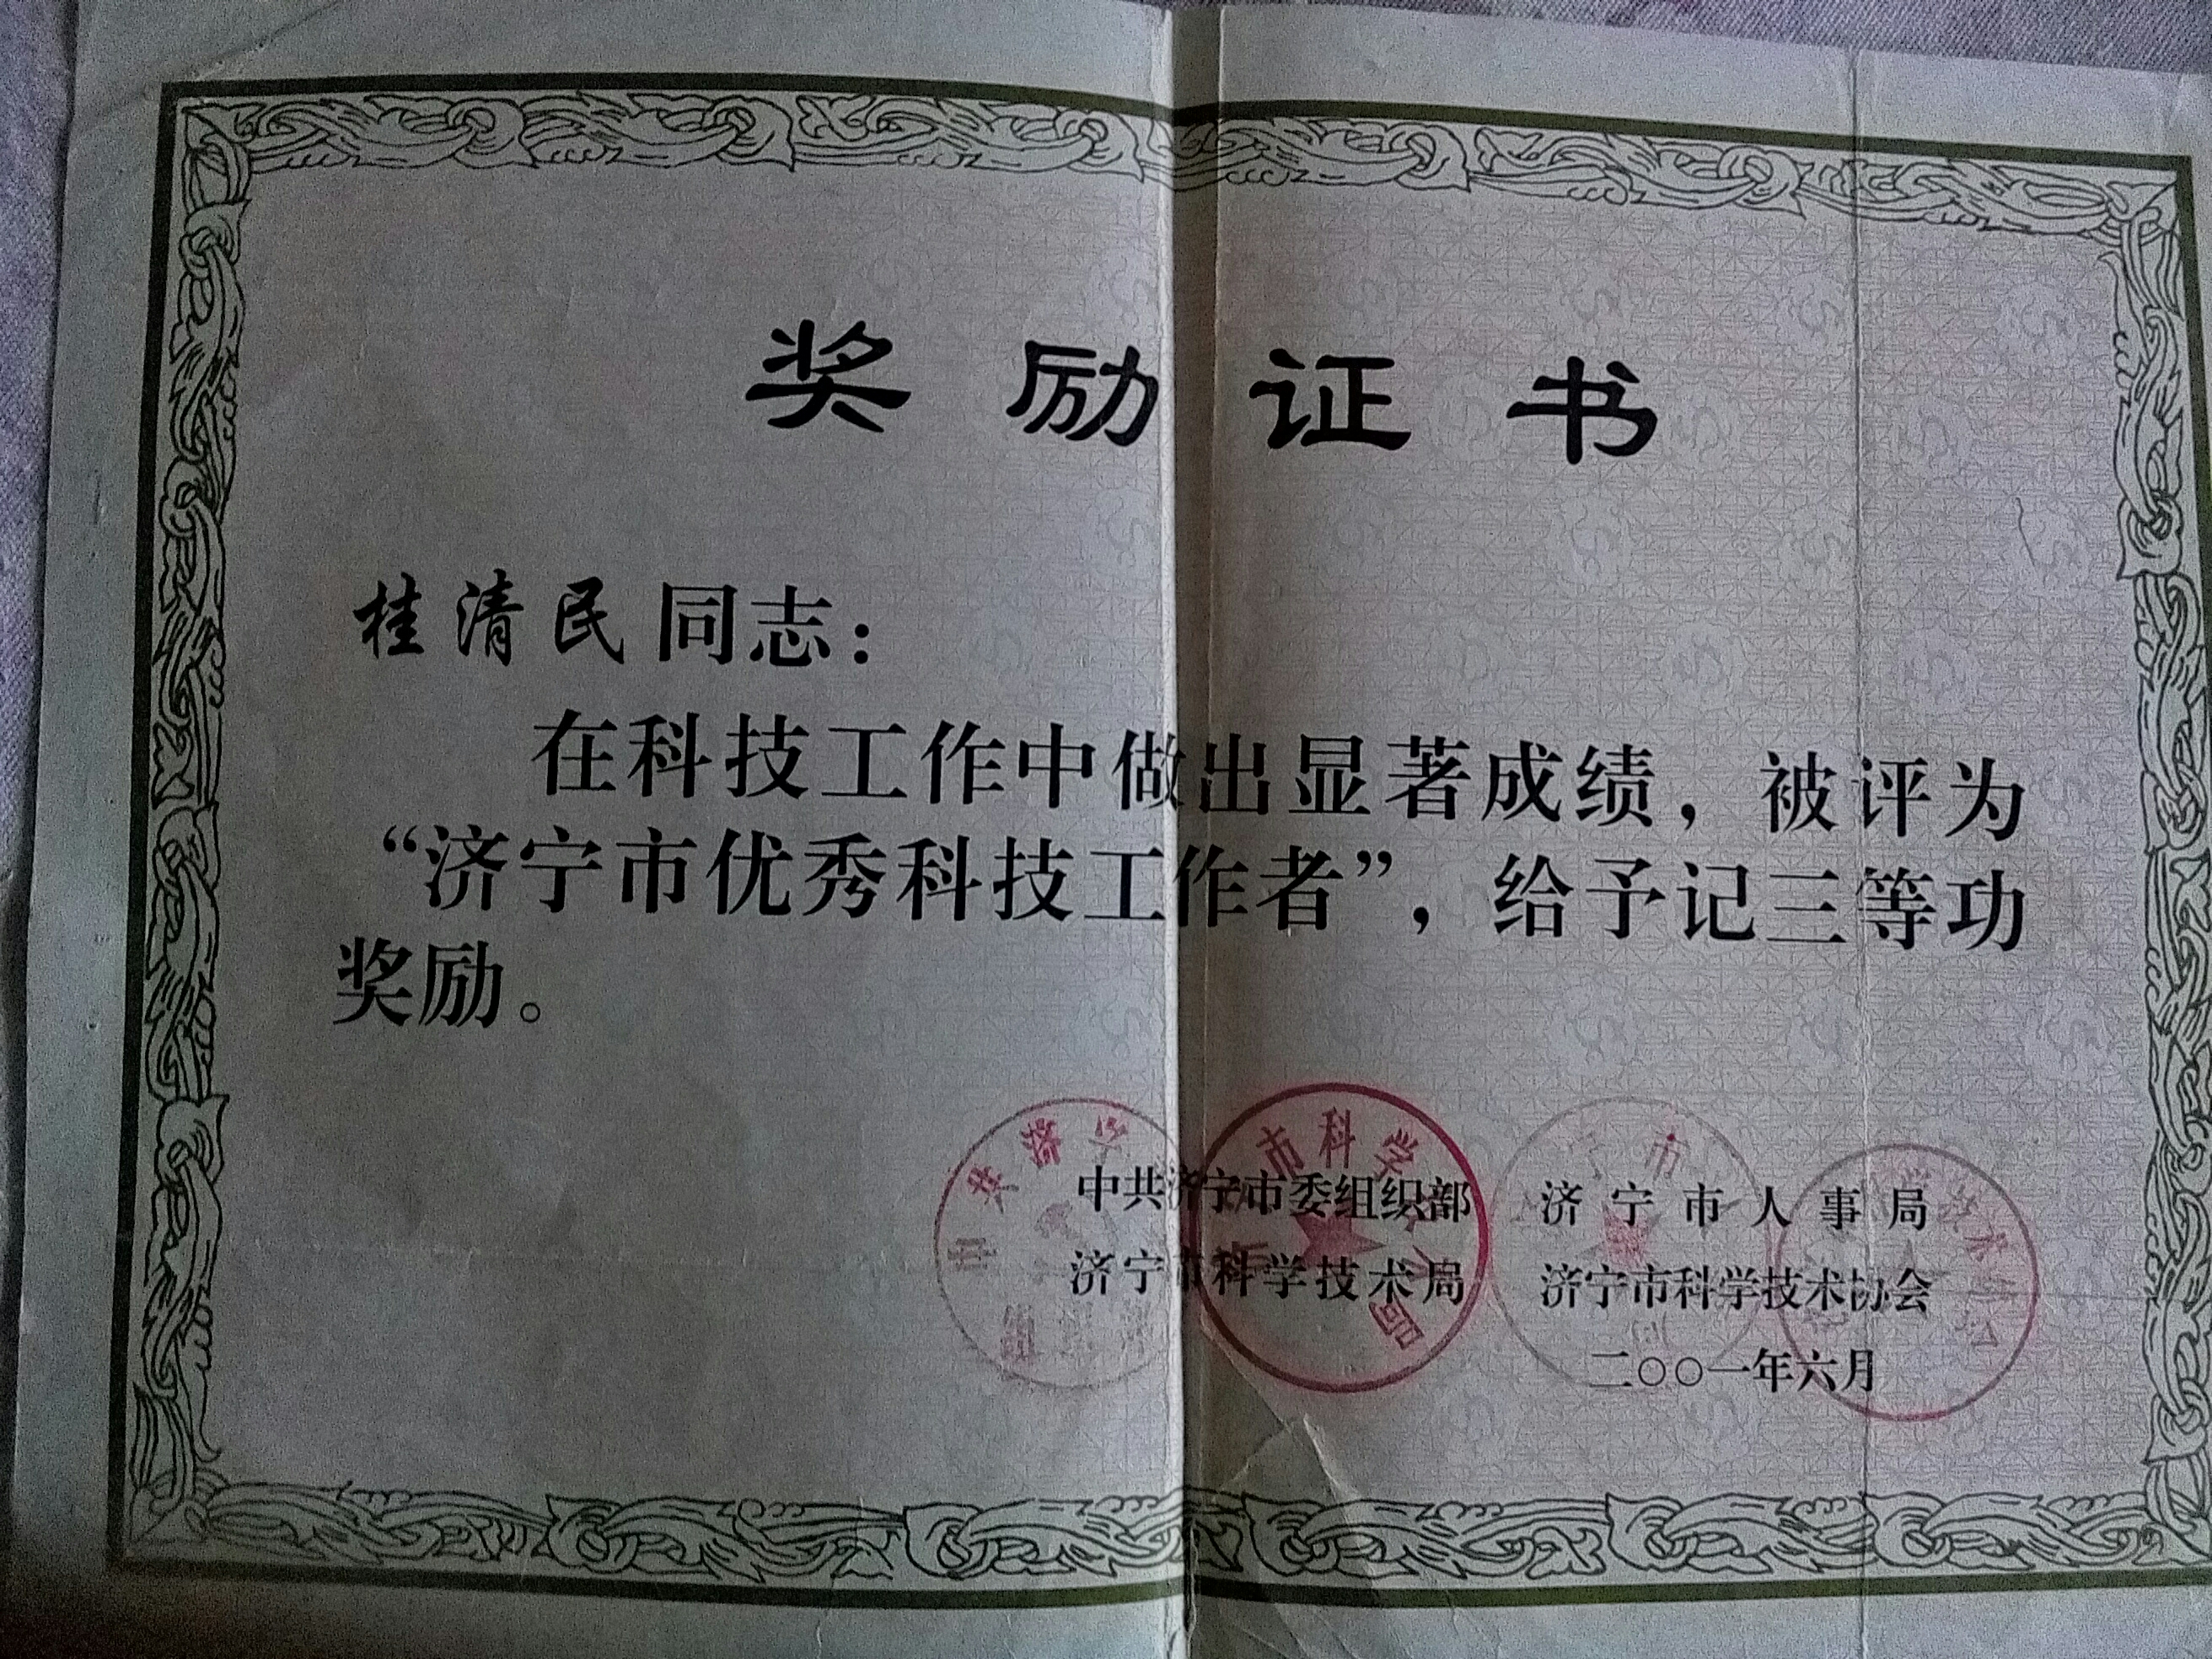 奖励证书
桂清民同志：
在科技工作中做出显著成绩，被评为
“济宁市优秀科技工作者”，给予记三等功
奖励。
中共济宁市委组织部 济宁市人事局
济宁市科学技术局 济宁市科学技术协会
二〇〇一年六月